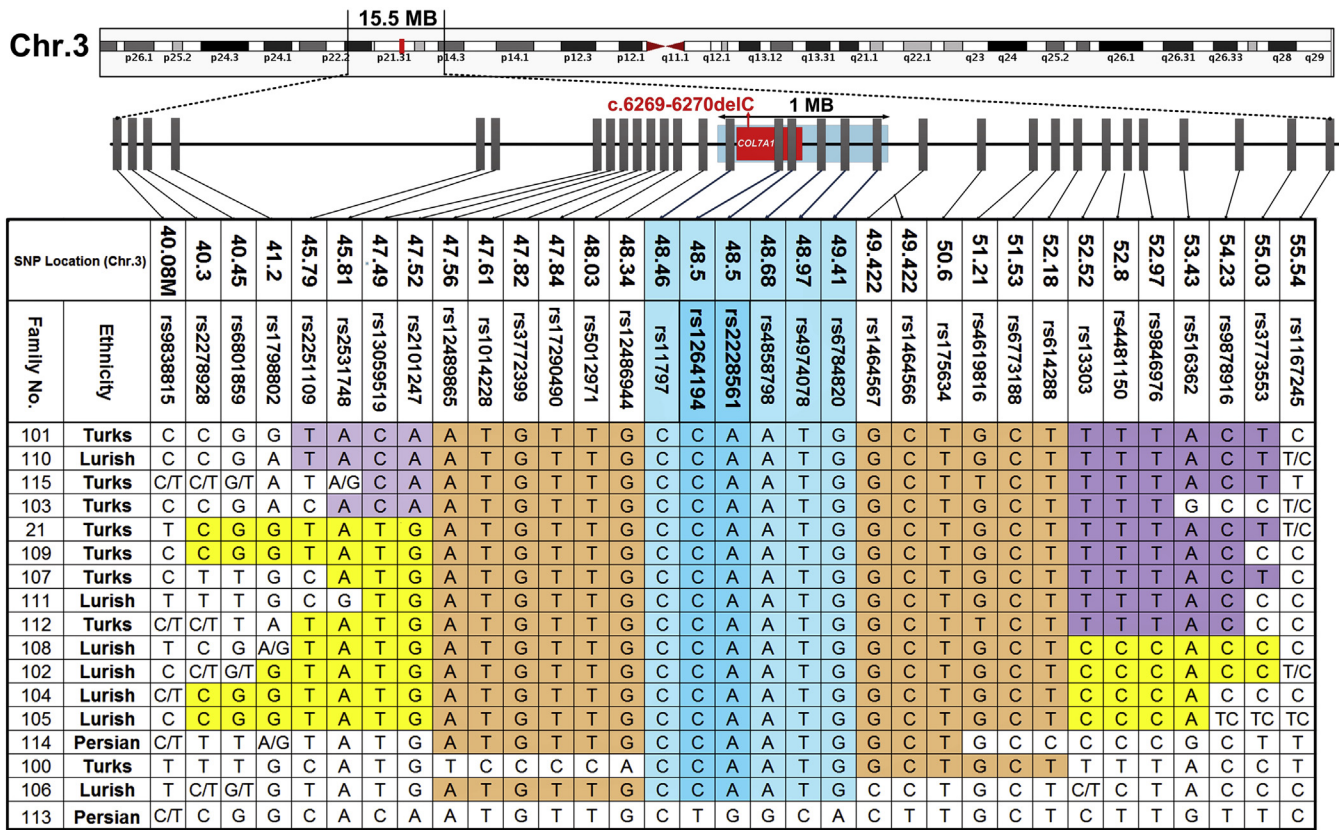 15.5 MB
Chr.3
p26.1 p25.2 p24.3 p24.1 p22.2 p21.31 p14.3 p14.1 p12.3 p12.1 q11.1 q12.1 q13.12 q13.31 q21.1 q22.1 q23 q24 q25.2 q26.1 q26.31 q26.33 q28 q29
c.6269-6270delC
1 MB
COL7A1
SNP Location (Chr.3) 40.08M 40.3 40.45 41.2 45.79 45.81 47.49 47.52 47.56 47.61 47.82 47.84 48.03 48.34 48.46 48.5 48.5 48.68 48.97 49.41 49.422 49.422 50.6 51.21 51.53 52.18 52.52 52.8 52.97 53.43 54.23 55.03 55.54
Family No. Ethnicity rs9838815 rs2278928 rs6801859 rs1798802 rs2251109 rs2531748 rs13059519 rs2101247 rs12489865 rs1014228 rs3772399 rs17290490 rs5012971 rs12486944 rs111797 rs1264194 rs2228561 rs4858798 rs4974078 rs6784820 rs1464567 rs1464566 rs175634 rs4619816 rs6773188 rs614288 rs13303 rs4481150 rs9846976 rs516362 rs9878916 rs3773553 rs1167245
101 Turks C C G G T A C A A T G T T G C C A A T G G C T G C T T T T A C T C
110 Lurish C C G A T A C A A T G T T G C C A A T G G C T G C T T T T A C T T/C
115 Turks C/T C/T G/T A T A/G C A A T G T T G C C A A T G G C T T C T T T T A C T T
103 Turks C C G A C A C A A T G T T G C C A A T G G C T G C T T T T G C C T/C
21 Turks T C G G T A T G A T G T T G C C A A T G G C T G C T T T T A C T T/C
109 Turks C C G G T A T G A T G T T G C C A A T G G C T G C T T T T A C C C
107 Turks C T T G C A T G A T G T T G C C A A T G G C T G C T T T T A C T C
111 Lurish T T T G C G T G A T G T T G C C A A T G G C T G C T T T T A C C C
112 Turks C/T C/T T A T A T G A T G T T G C C A A T G G C T T C T T T T A C C C
108 Lurish T C G A/G T A T G A T G T T G C C A A T G G C T G C T C C C A C C C
102 Lurish C C/T G/T G T A T G A T G T T G C C A A T G G C T G C T C C C A C C T/C
104 Lurish C/T C G G T A T G A T G T T G C C A A T G G C T G C T C C C A C C C
105 Lurish C C G G T A T G A T G T T G C C A A T G G C T G C T C C C A TC TC TC
114 Persian C/T T T A/G T A T G A T G T T G C C A A T G G C T G C C C C C G C T T
100 Turks T T T G C A T G T C C C C A C C A A T G G C T G C T T T T A C C T
106 Lurish T C/T G/T G T A T G A T G T T G C C A A T G C C T G C T C/T C T A C C C
113 Persian C/T C G G C A C A A T G T T G C T G G C A C T T G C T C T T G T T C